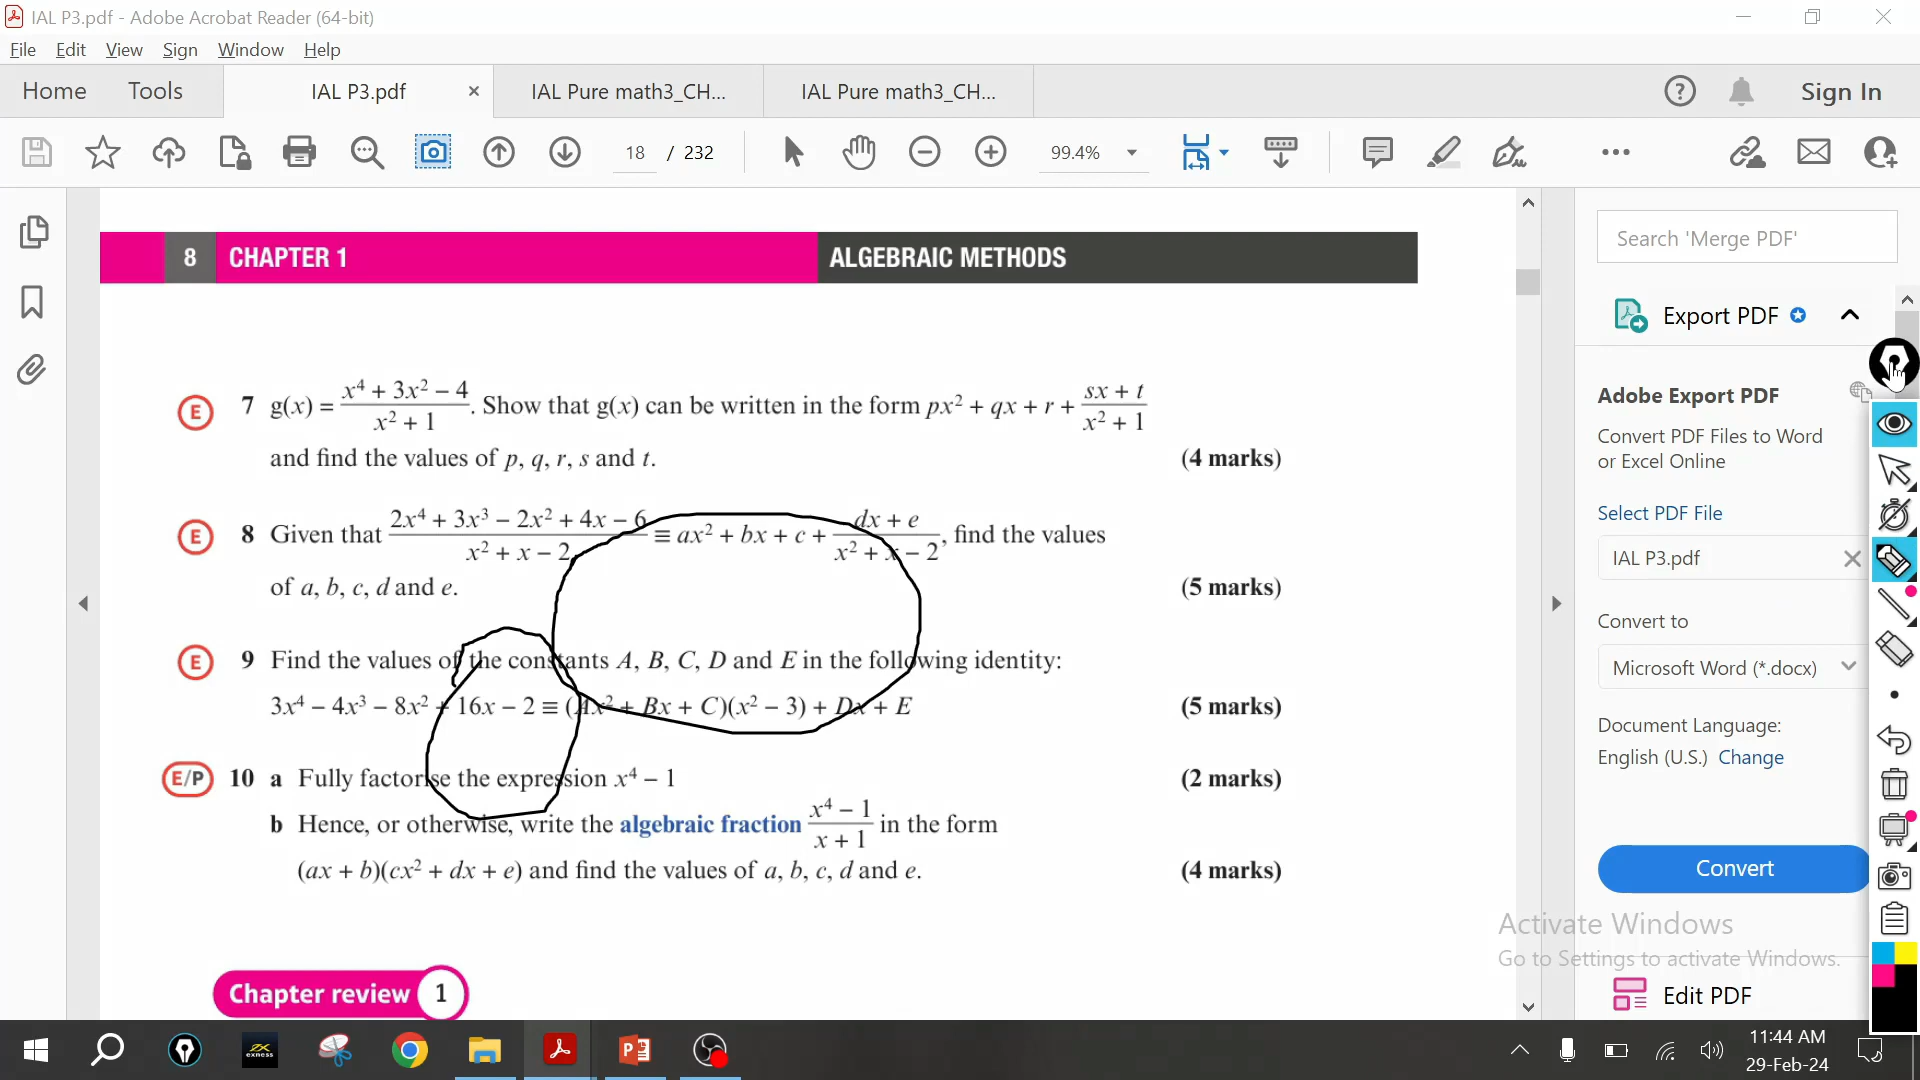 IAL P3.pdf - Adobe Acrobat Reader (64-bit)
File Edit View Sign Window Help
Home Tools IAL P3.pdf × IAL Pure math3_CH... IAL Pure math3_CH... Sign In
18 / 232 99.4%
8 CHAPTER 1 ALGEBRAIC METHODS
E 7 g(x) = (x⁴ + 3x² − 4)/(x² + 1). Show that g(x) can be written in the form px² + qx + r + (sx + t)/(x² + 1)
and find the values of p, q, r, s and t. (4 marks)
E 8 Given that (2x⁴ + 3x³ − 2x² + 4x − 6)/(x² + x − 2) ≡ ax² + bx + c + (dx + e)/(x² + x − 2), find the values
of a, b, c, d and e. (5 marks)
E 9 Find the values of the constants A, B, C, D and E in the following identity:
3x⁴ − 4x³ − 8x² + 16x − 2 ≡ (Ax² + Bx + C)(x² − 3) + Dx + E (5 marks)
E/P 10 a Fully factorise the expression x⁴ − 1 (2 marks)
b Hence, or otherwise, write the algebraic fraction (x⁴ − 1)/(x + 1) in the form
(ax + b)(cx² + dx + e) and find the values of a, b, c, d and e. (4 marks)
Chapter review 1
Search 'Merge PDF'
Export PDF
Adobe Export PDF
Convert PDF Files to Word
or Excel Online
Select PDF File
IAL P3.pdf
Convert to
Microsoft Word (*.docx)
Document Language:
English (U.S.) Change
Convert
Activate Windows
Go to Settings to activate Windows.
Edit PDF
exness
11:44 AM
29-Feb-24